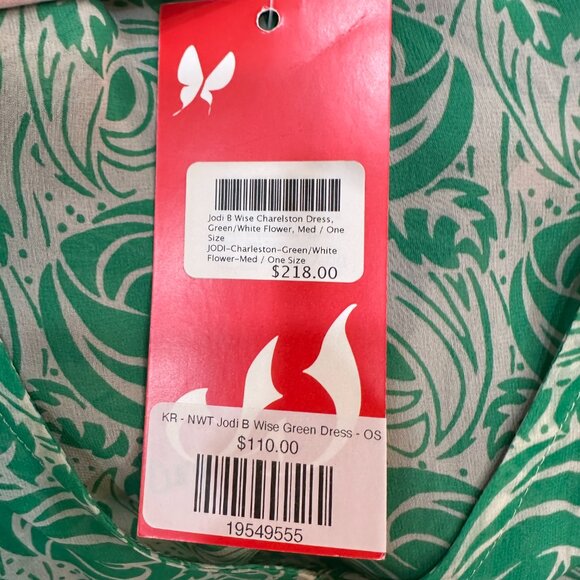 Jodi B Wise Charelston Dress,
Green/White Flower, Med / One
Size
JODI-Charleston-Green/White
Flower-Med / One Size
$218.00
KR - NWT Jodi B Wise Green Dress - OS
$110.00
19549555